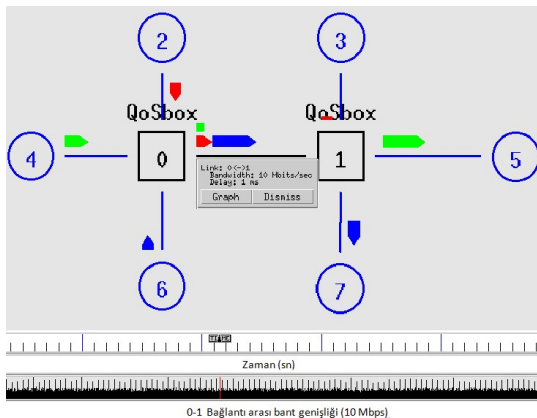 2
3
QoSbox
QoSbox
4
0
1
5
Link: 0<->1
Bandwidth: 10 Mbits/sec
Delay: 1 ms
Graph
Dismiss
6
7
Zaman (sn)
0-1 Bağlantı arası bant genişliği (10 Mbps)